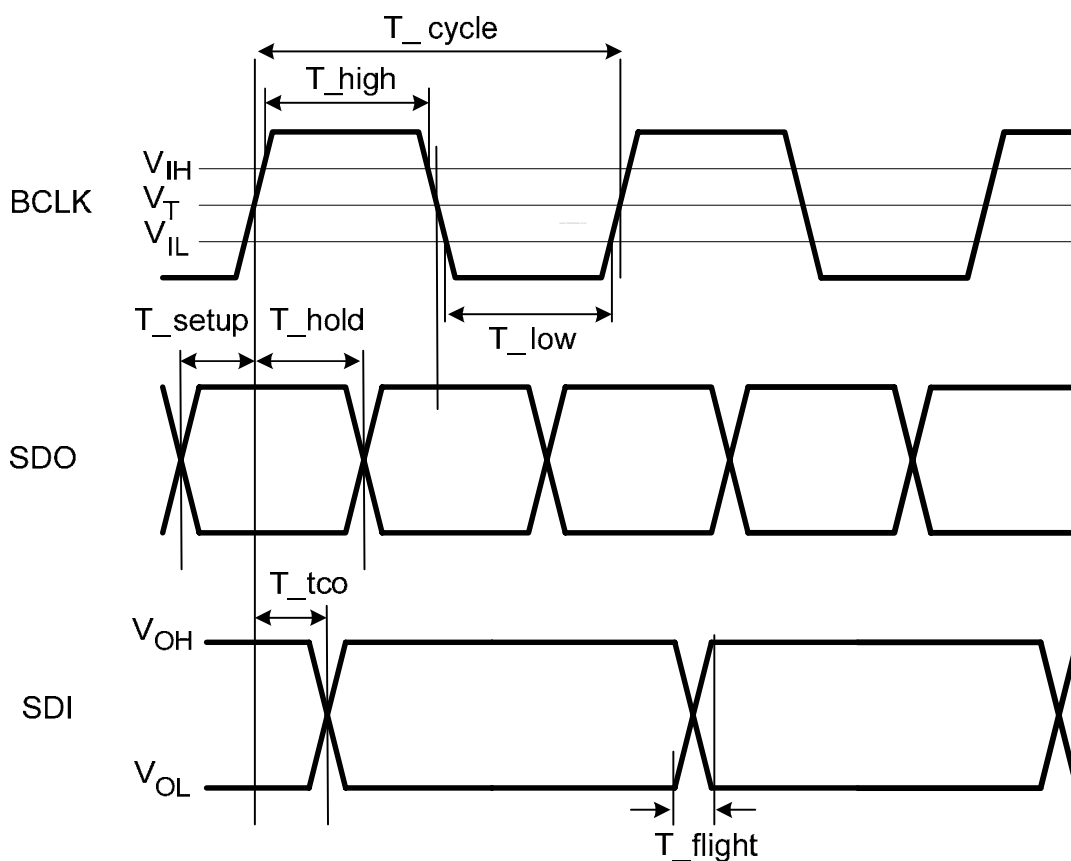 T_ cycle
T_high
V_IH
BCLK
V_T
V_IL
T_setup
T_hold
T_low
SDO
T_tco
V_OH
SDI
V_OL
T_flight